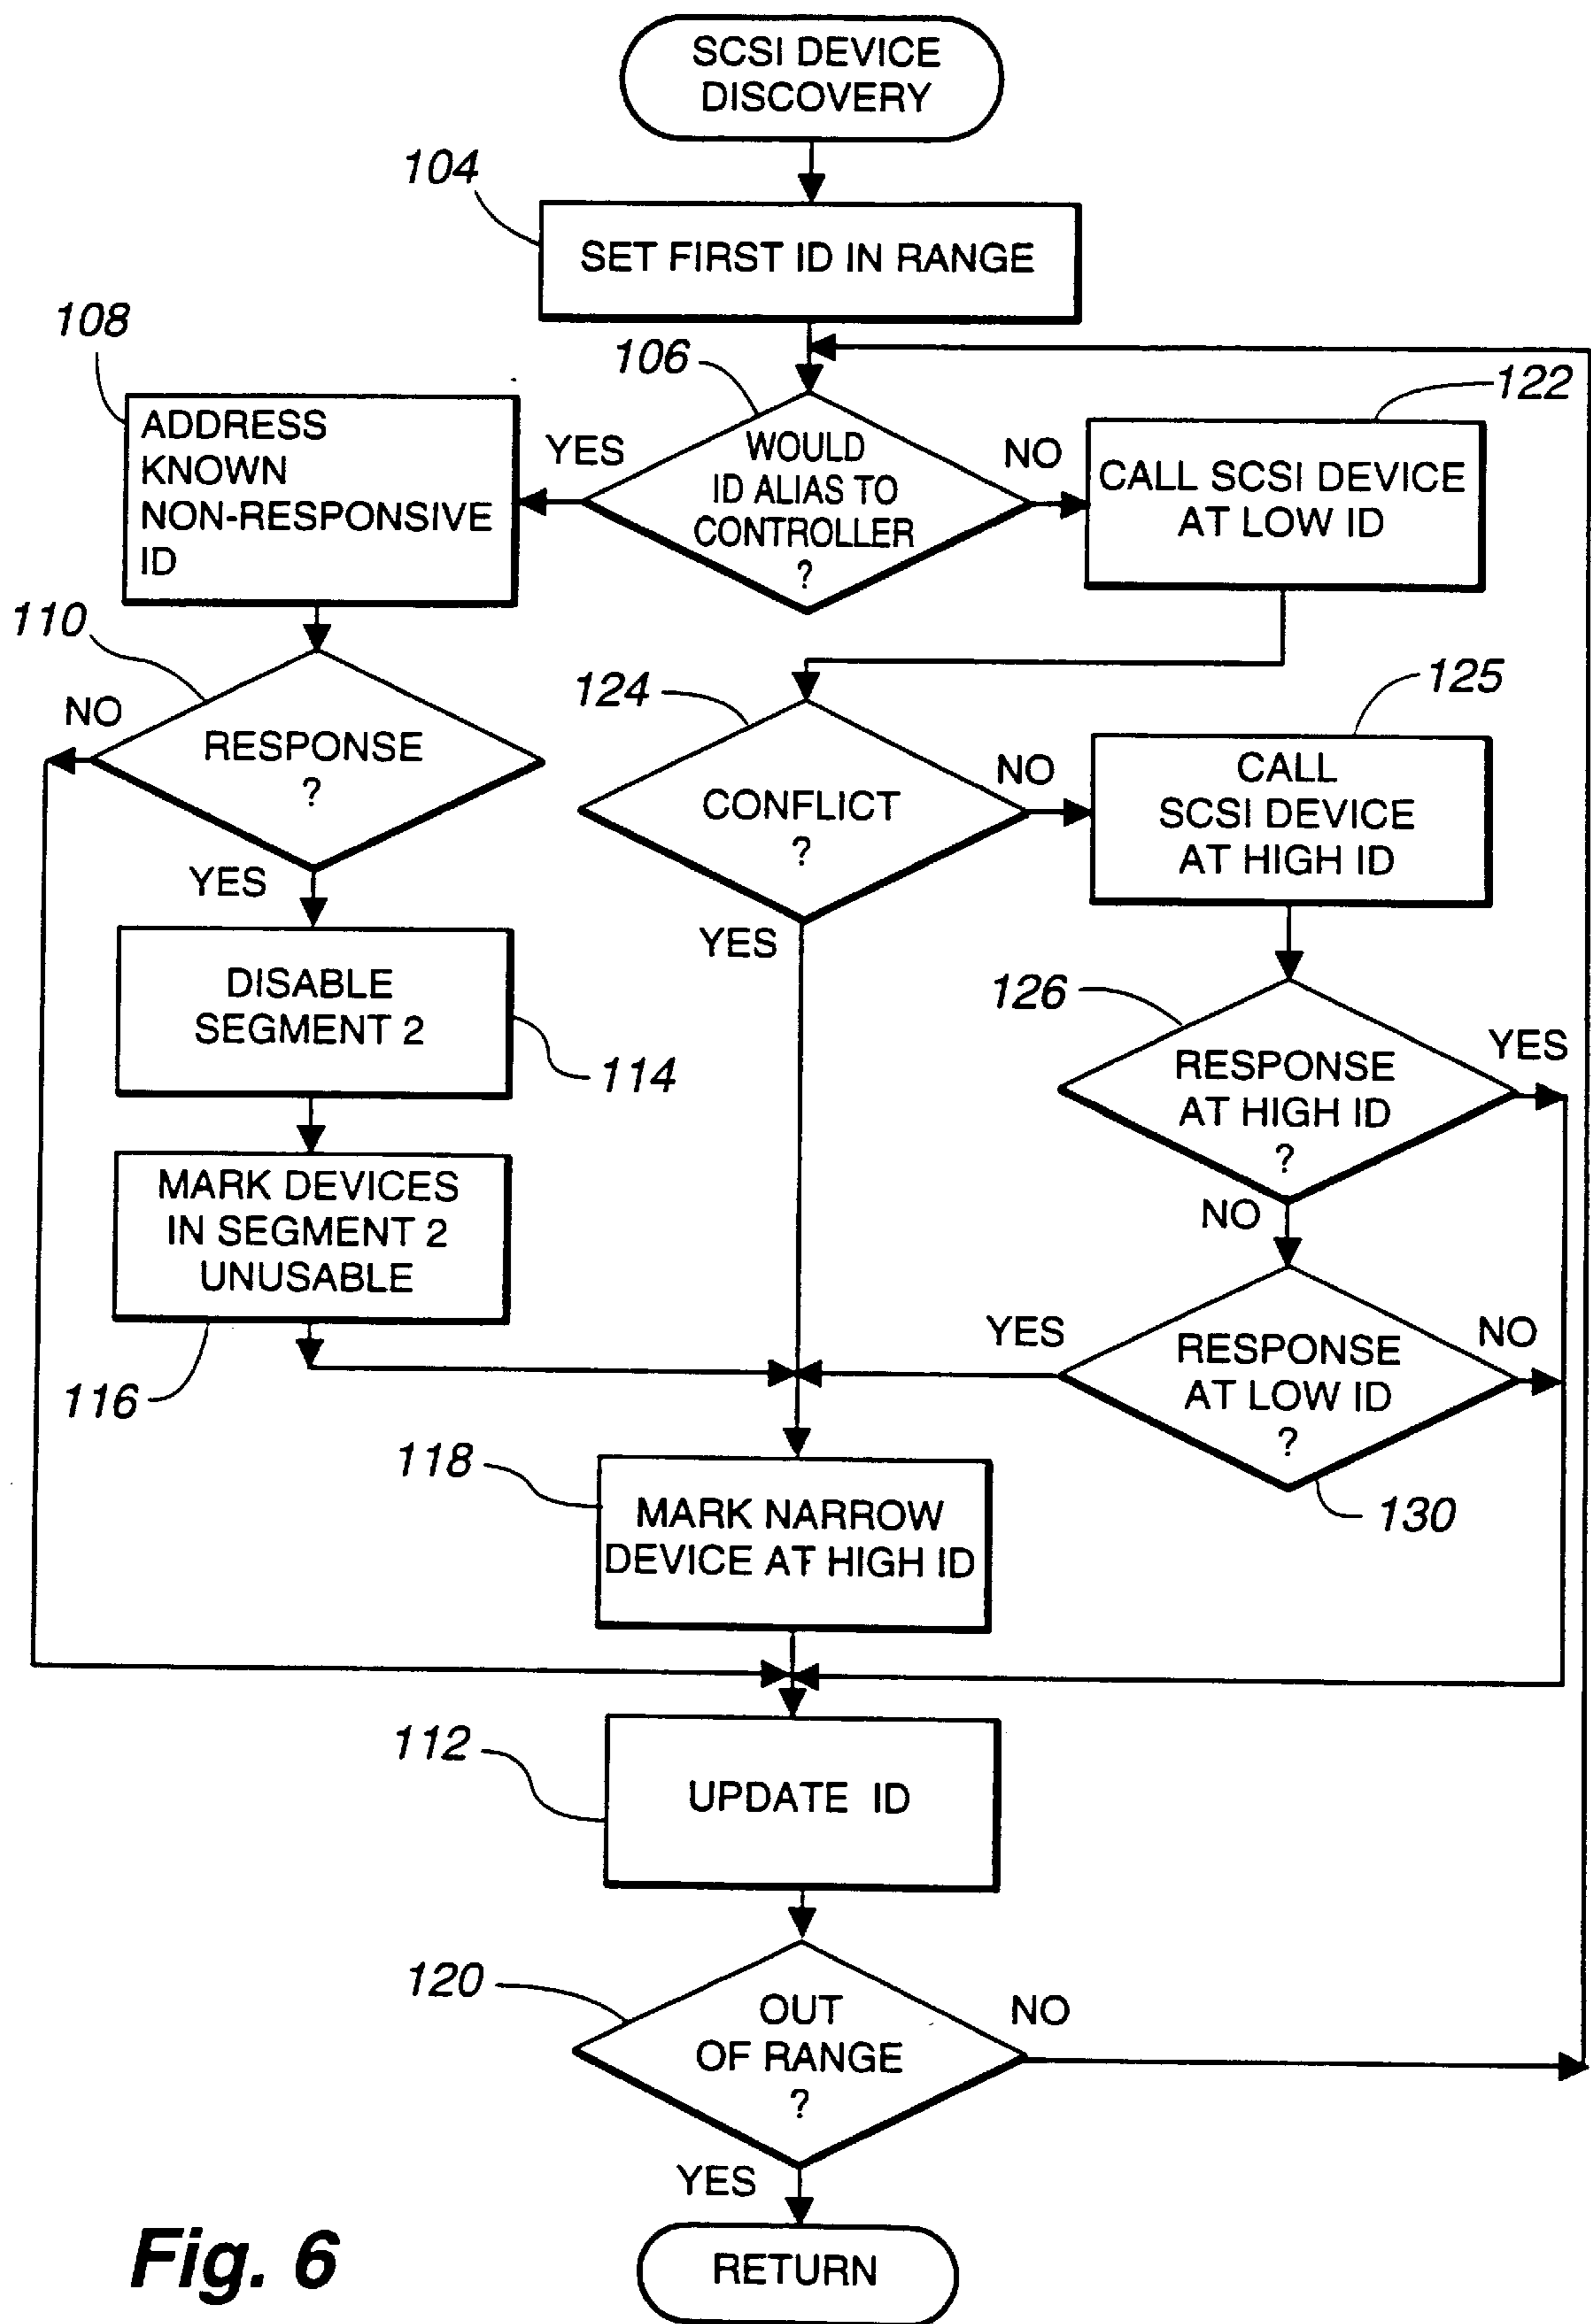 SCSI DEVICE
DISCOVERY
104
SET FIRST ID IN RANGE
108
106
122
ADDRESS
KNOWN
NON-RESPONSIVE
ID
YES
WOULD
ID ALIAS TO
CONTROLLER
?
NO
CALL SCSI DEVICE
AT LOW ID
110
NO
RESPONSE
?
YES
124
CONFLICT
?
NO
YES
125
CALL
SCSI DEVICE
AT HIGH ID
DISABLE
SEGMENT 2
114
126
RESPONSE
AT HIGH ID
?
YES
NO
MARK DEVICES
IN SEGMENT 2
UNUSABLE
116
YES
RESPONSE
AT LOW ID
?
NO
130
118
MARK NARROW
DEVICE AT HIGH ID
112
UPDATE ID
120
OUT
OF RANGE
?
NO
YES
RETURN
Fig. 6